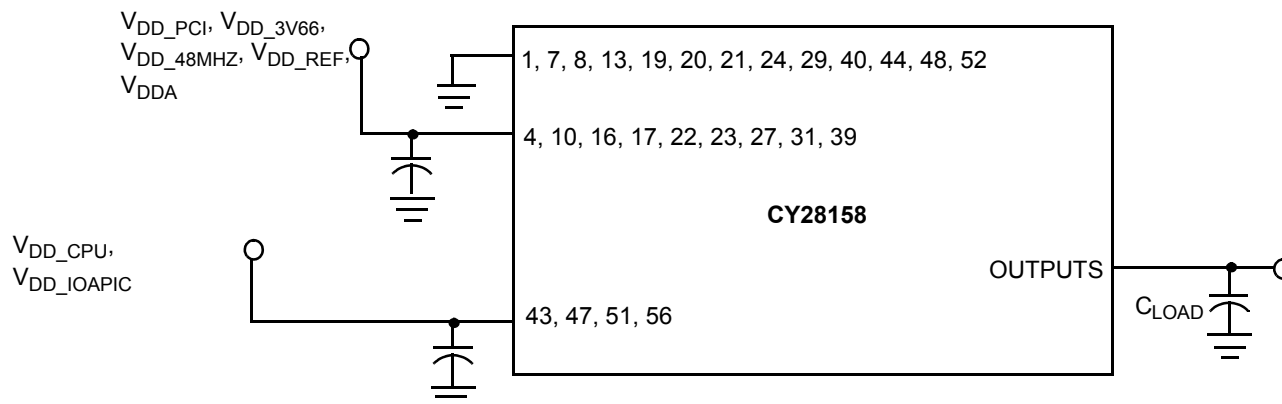 VDD_PCI, VDD_3V66,
VDD_48MHZ, VDD_REF,
VDDA
1, 7, 8, 13, 19, 20, 21, 24, 29, 40, 44, 48, 52
4, 10, 16, 17, 22, 23, 27, 31, 39
CY28158
VDD_CPU,
VDD_IOAPIC
OUTPUTS
CLOAD
43, 47, 51, 56